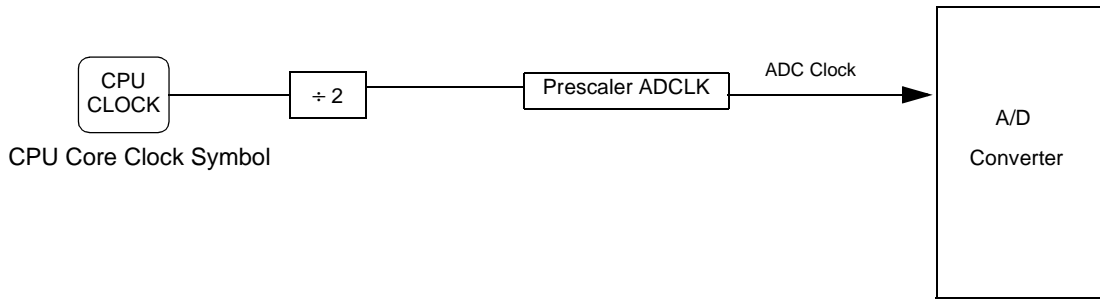 CPU
CLOCK
÷ 2
Prescaler ADCLK
ADC Clock
A/D
Converter
CPU Core Clock Symbol